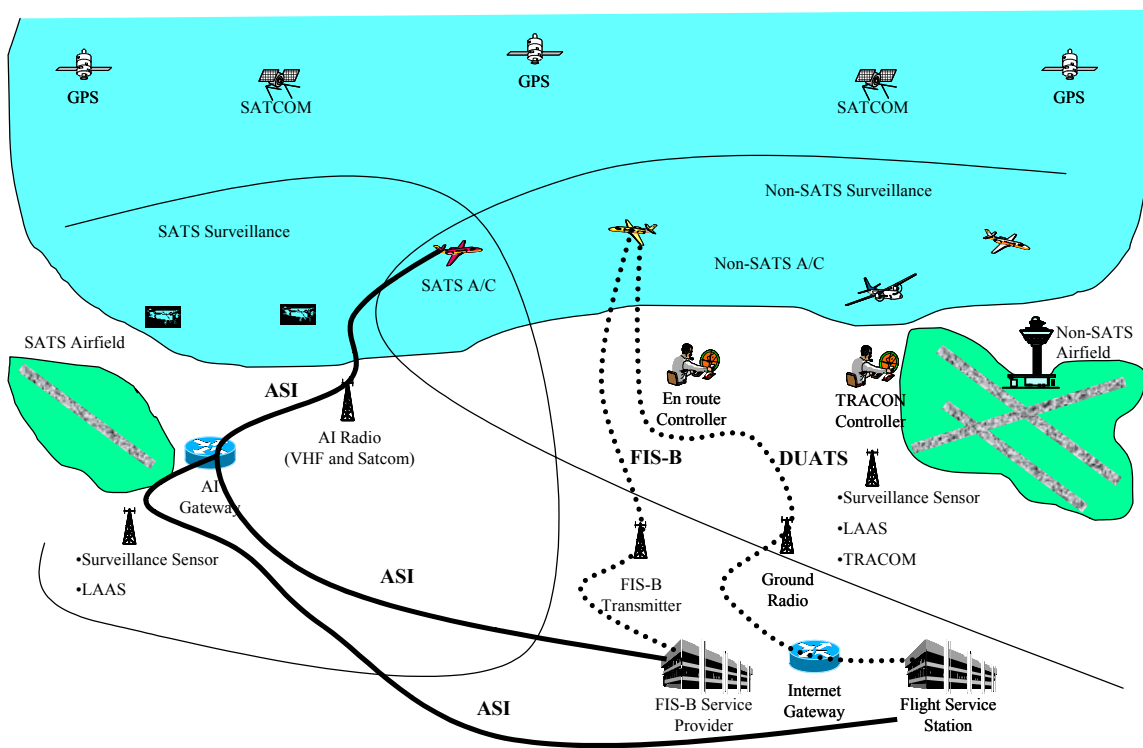 GPS
SATCOM
GPS
SATCOM
GPS
SATS Surveillance
Non-SATS Surveillance
SATS A/C
Non-SATS A/C
SATS Airfield
Non-SATS
Airfield
ASI
AI Radio
(VHF and Satcom)
En route
Controller
TRACON
Controller
FIS-B
DUATS
AI
Gateway
•Surveillance Sensor
•LAAS
•TRACOM
•Surveillance Sensor
•LAAS
ASI
FIS-B
Transmitter
Ground
Radio
ASI
FIS-B Service
Provider
Internet
Gateway
Flight Service
Station